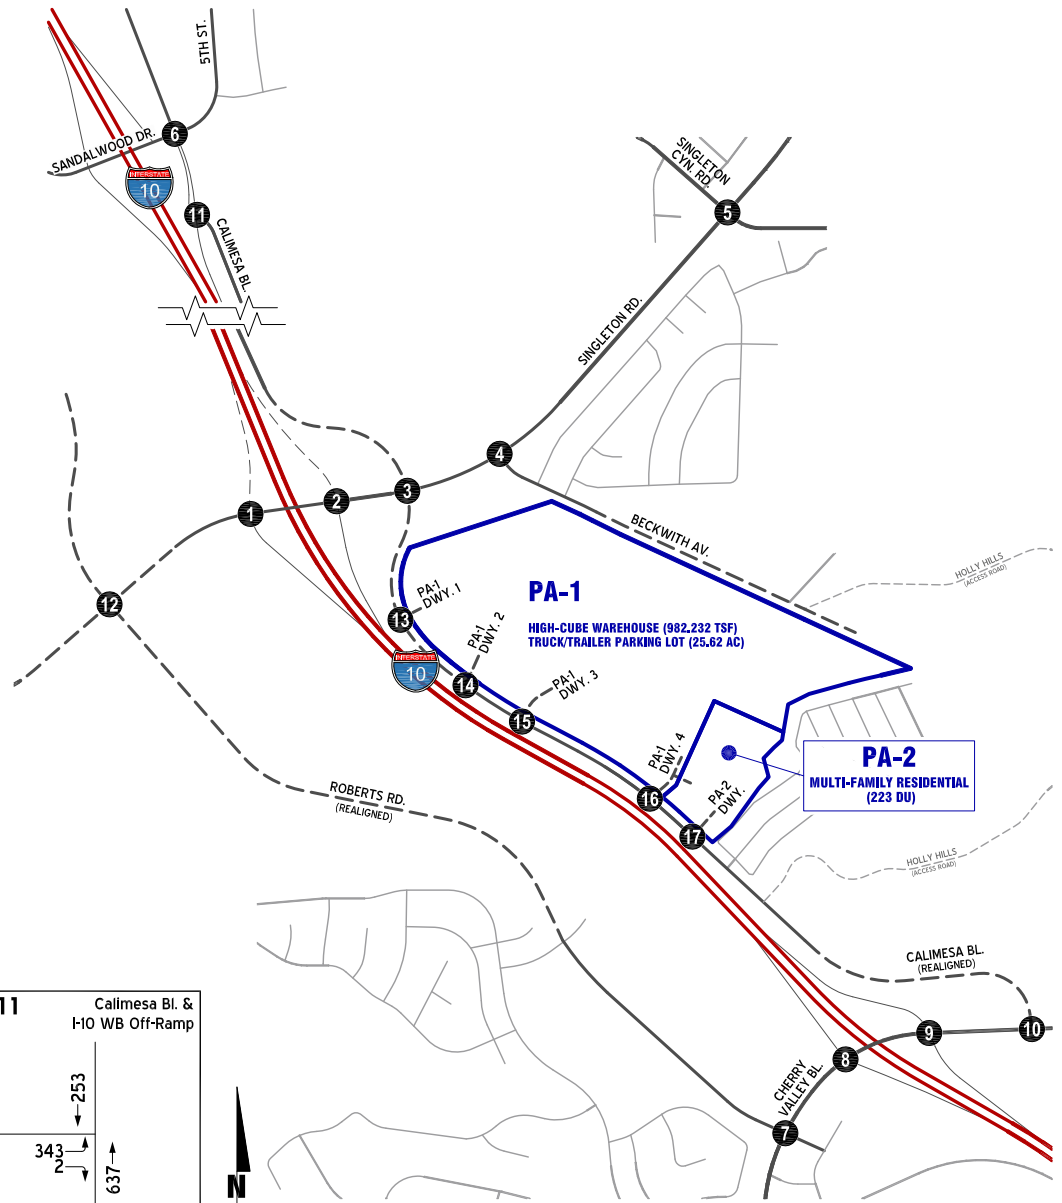 5TH ST.
6
SANDALWOOD DR.
INTERSTATE
10
11
CALIMESA BL.
SINGLETON
CYN. RD.
5
SINGLETON RD.
4
3
2
1
BECKWITH AV.
HOLLY HILLS
(ACCESS ROAD)
12
PA-1
DWY. 1
13
PA-1
DWY. 2
PA-1
HIGH-CUBE WAREHOUSE (982.232 TSF)
TRUCK/TRAILER PARKING LOT (25.62 AC)
INTERSTATE
10
14
PA-1
DWY. 3
15
PA-1
DWY. 4
16
PA-2
DWY.
17
PA-2
MULTI-FAMILY RESIDENTIAL
(223 DU)
ROBERTS RD.
(REALIGNED)
HOLLY HILLS
(ACCESS ROAD)
CALIMESA BL.
(REALIGNED)
10
9
8
CHERRY
VALLEY BL.
7
11
Calimesa Bl. &
I-10 WB Off-Ramp
253
343
2
637
N